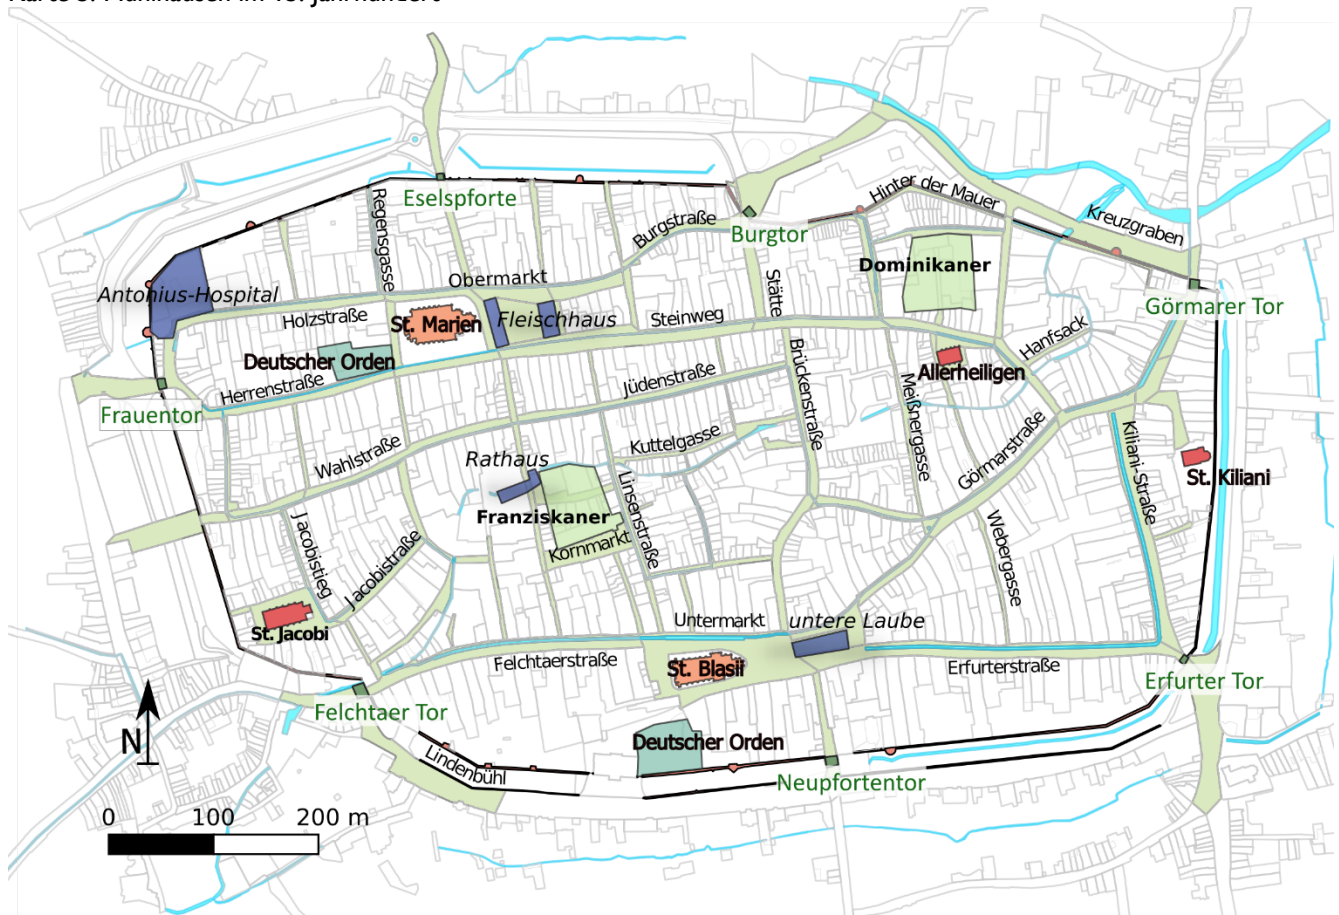 Eselspforte
Regensgasse
Burgstraße
Burgtor
Hinter der Mauer
Kreuzgraben
Dominikaner
Antonius-Hospital
Obermarkt
Stätte
Görmarer Tor
Holzstraße
St. Marien
Fleischhaus
Steinweg
Hanfsack
Deutscher Orden
Allerheiligen
Herrenstraße
Jüdenstraße
Brückenstraße
Meißnergasse
Frauentor
Wahlstraße
Kuttelgasse
Görmarstraße
Kiliani-Straße
Rathaus
St. Kiliani
Linsenstraße
Franziskaner
Kornmarkt
Webergasse
Jacobistieg
Jacobistraße
St. Jacobi
Untermarkt
untere Laube
Felchtaerstraße
St. Blasii
Erfurterstraße
Erfurter Tor
Felchtaer Tor
Deutscher Orden
Lindenbühl
Neupfortentor
N
0 100 200 m